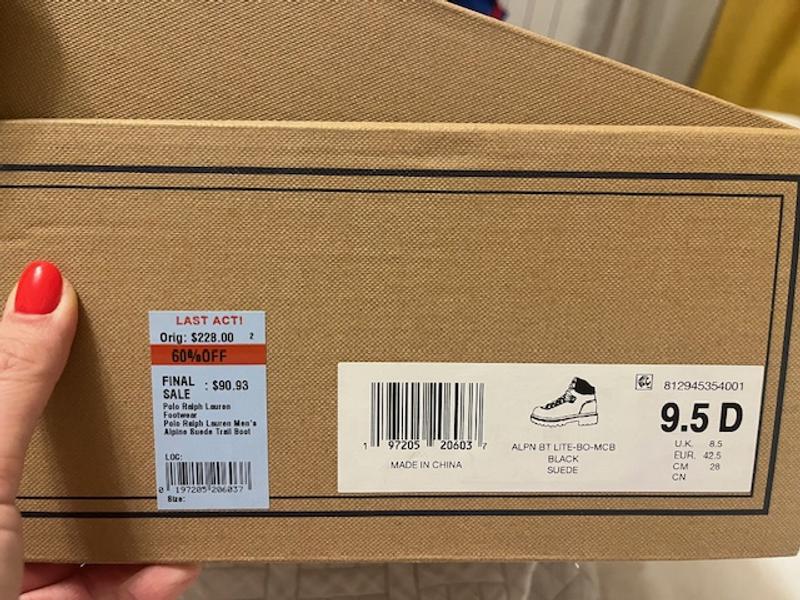 LAST ACT!
Orig: $228.00 2
60%OFF
FINAL SALE : $90.93
Polo Ralph Lauren
Footwear
Polo Ralph Lauren Men's
Alpine Suede Trail Boot
LOC:
0 197205 206037
Size:
1 97205 20603 7
MADE IN CHINA
ALPN BT LITE-BO-MCB
BLACK
SUEDE
812945354001
9.5 D
U.K. 8.5
EUR. 42.5
CM 28
CN